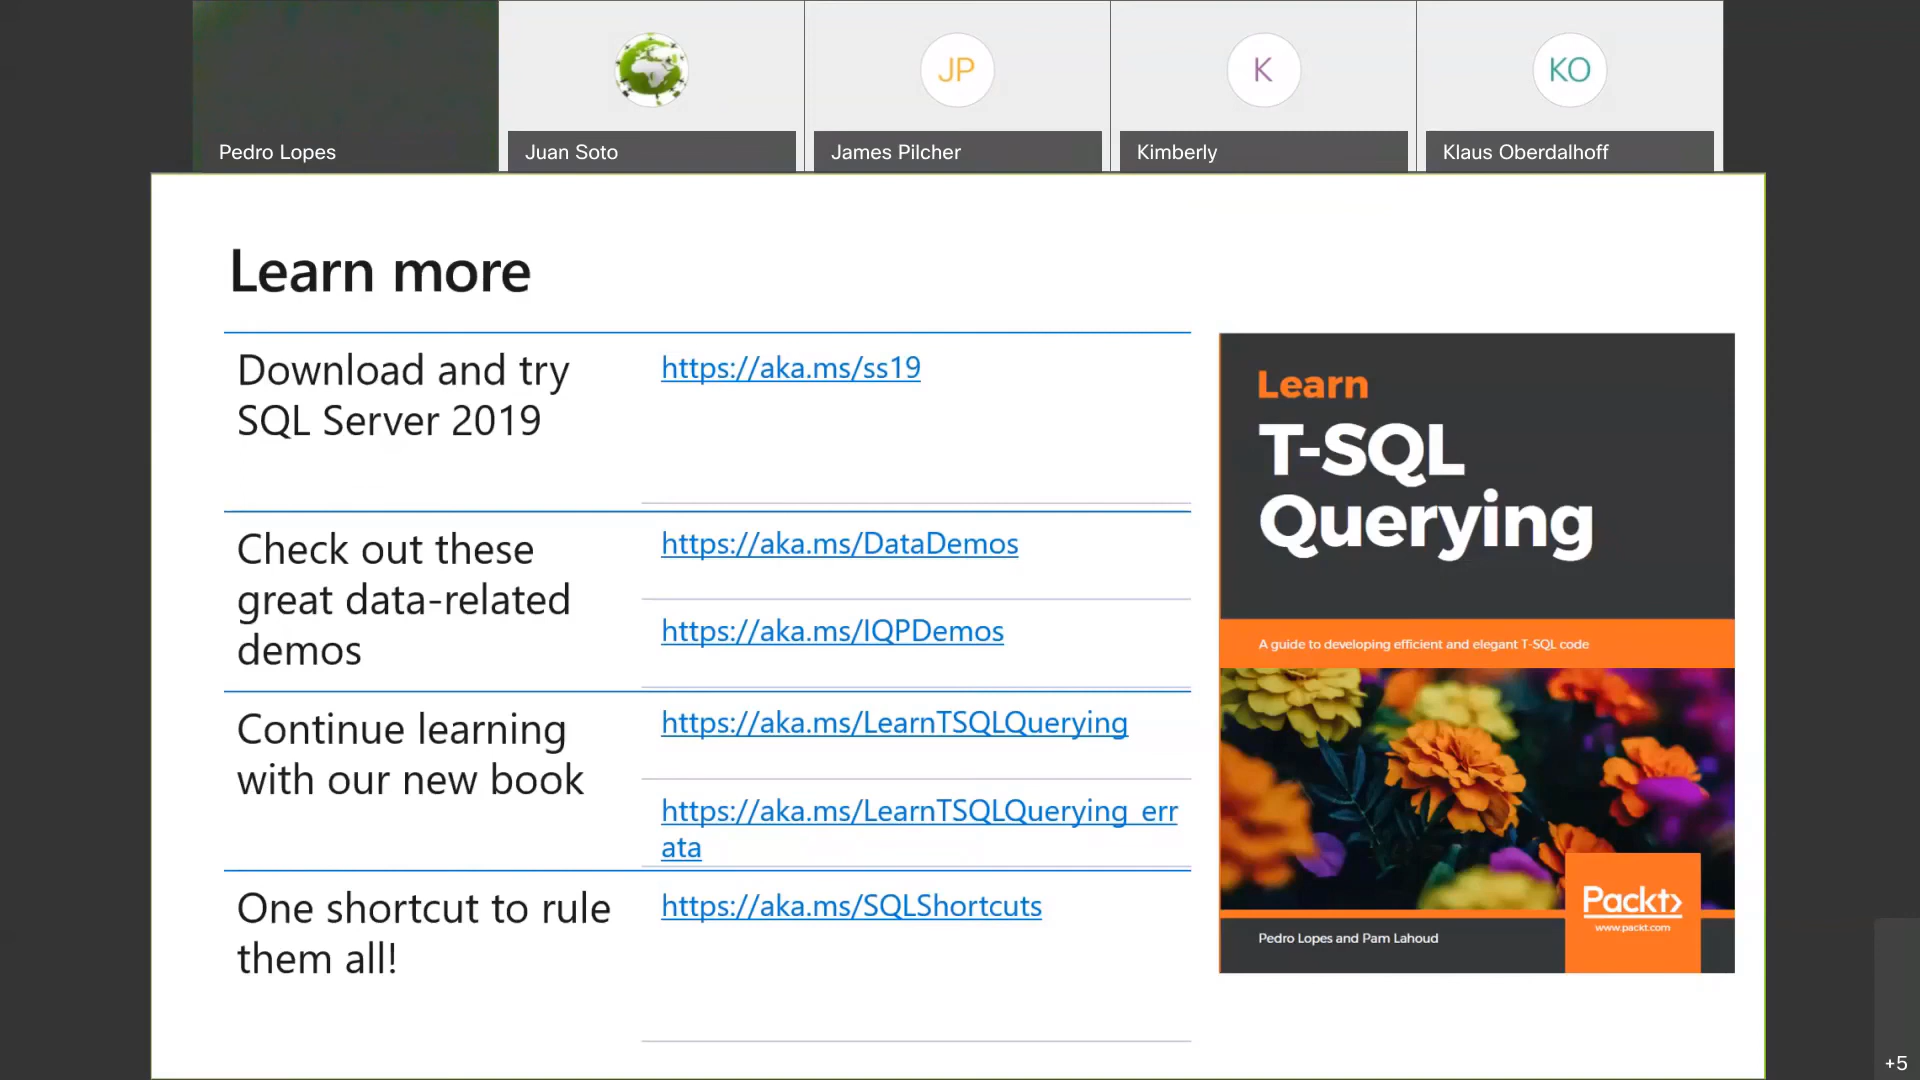 JP
K
KO
Pedro Lopes
Juan Soto
James Pilcher
Kimberly
Klaus Oberdalhoff
Learn more
Download and try
SQL Server 2019
https://aka.ms/ss19
Check out these
great data-related
demos
https://aka.ms/DataDemos
https://aka.ms/IQPDemos
Continue learning
with our new book
https://aka.ms/LearnTSQLQuerying
https://aka.ms/LearnTSQLQuerying_err
ata
One shortcut to rule
them all!
https://aka.ms/SQLShortcuts
Learn
T-SQL
Querying
A guide to developing efficient and elegant T-SQL code
Packt>
www.packt.com
Pedro Lopes and Pam Lahoud
+5